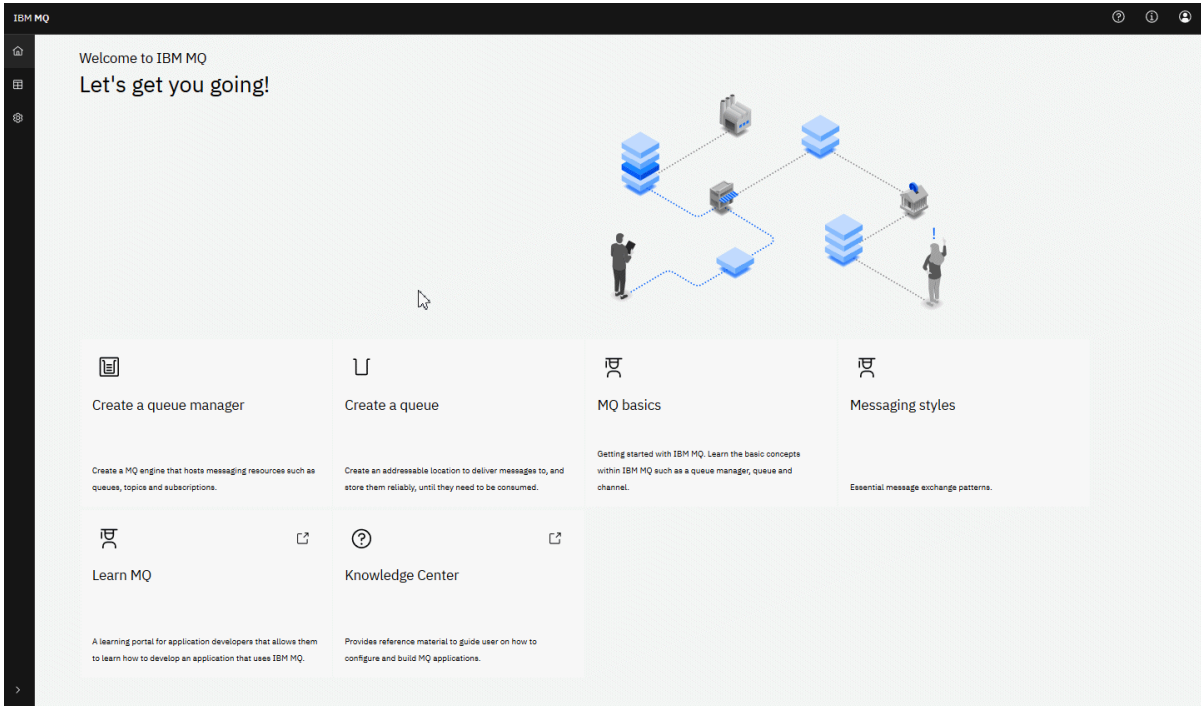 IBM MQ
Welcome to IBM MQ
Let's get you going!
!
Create a queue manager
Create a MQ engine that hosts messaging resources such as
queues, topics and subscriptions.
Create a queue
Create an addressable location to deliver messages to, and
store them reliably, until they need to be consumed.
MQ basics
Getting started with IBM MQ. Learn the basic concepts
within IBM MQ such as a queue manager, queue and
channel.
Messaging styles
Essential message exchange patterns.
Learn MQ
A learning portal for application developers that allows them
to learn how to develop an application that uses IBM MQ.
Knowledge Center
Provides reference material to guide user on how to
configure and build MQ applications.